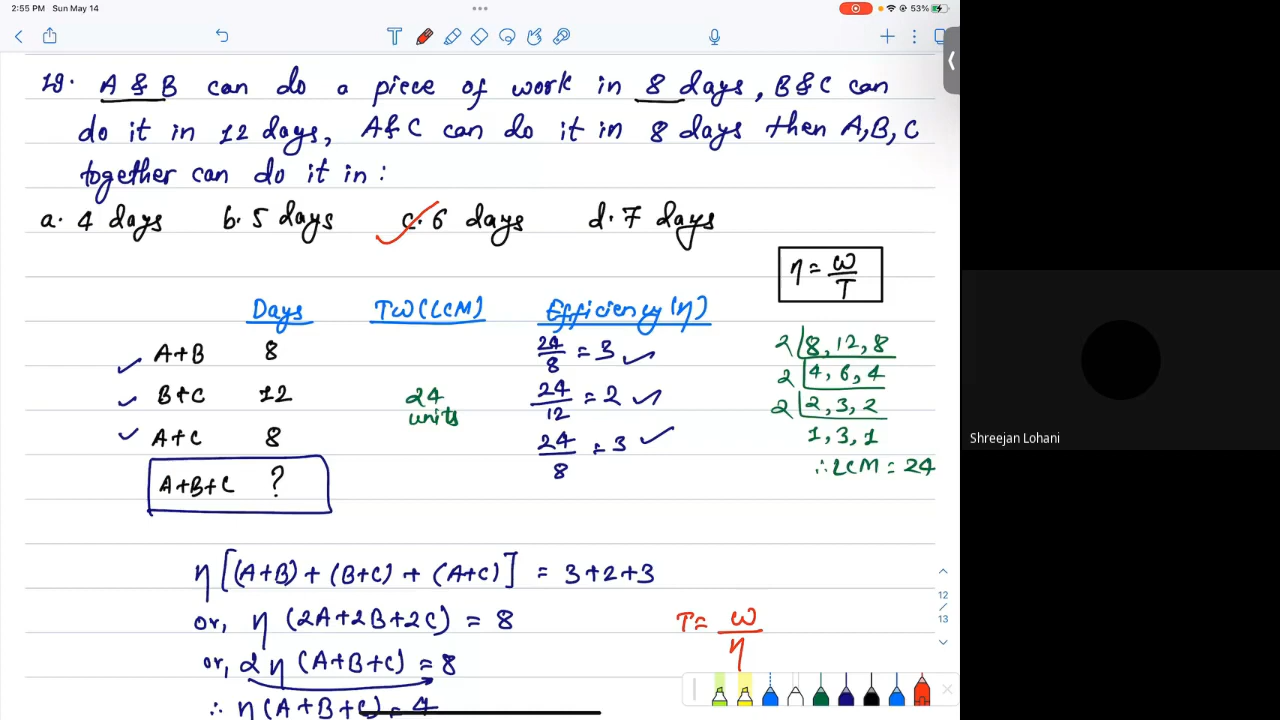 2:55 PM Sun May 14
53%
19. A & B can do a piece of work in 8 days, B & C can
do it in 12 days, A & C can do it in 8 days then A, B, C
together can do it in :
a. 4 days b. 5 days c. 6 days d. 7 days
η = W/T
Days TW (LCM) Efficiency (η)
A+B 8 24/8 = 3
B+C 12 24 units 24/12 = 2
A+C 8 24/8 = 3
A+B+C ?
2 | 8, 12, 8
2 | 4, 6, 4
2 | 2, 3, 2
1, 3, 1
∴ LCM = 24
Shreejan Lohani
η [(A+B) + (B+C) + (A+C)] = 3+2+3
or, η (2A+2B+2C) = 8
or, 2 η (A+B+C) = 8
∴ η (A+B+C) = 4
T = W/η
12
13